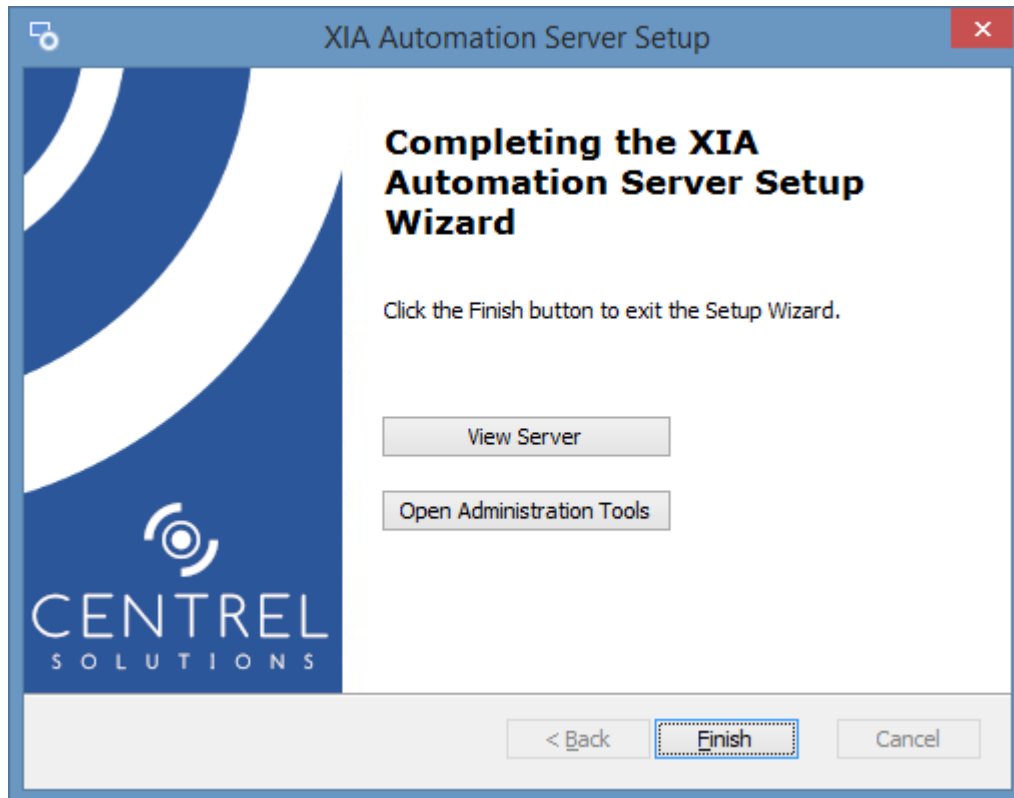 XIA Automation Server Setup
Completing the XIA
Automation Server Setup
Wizard
Click the Finish button to exit the Setup Wizard.
View Server
Open Administration Tools
CENTREL
SOLUTIONS
< Back
Finish
Cancel